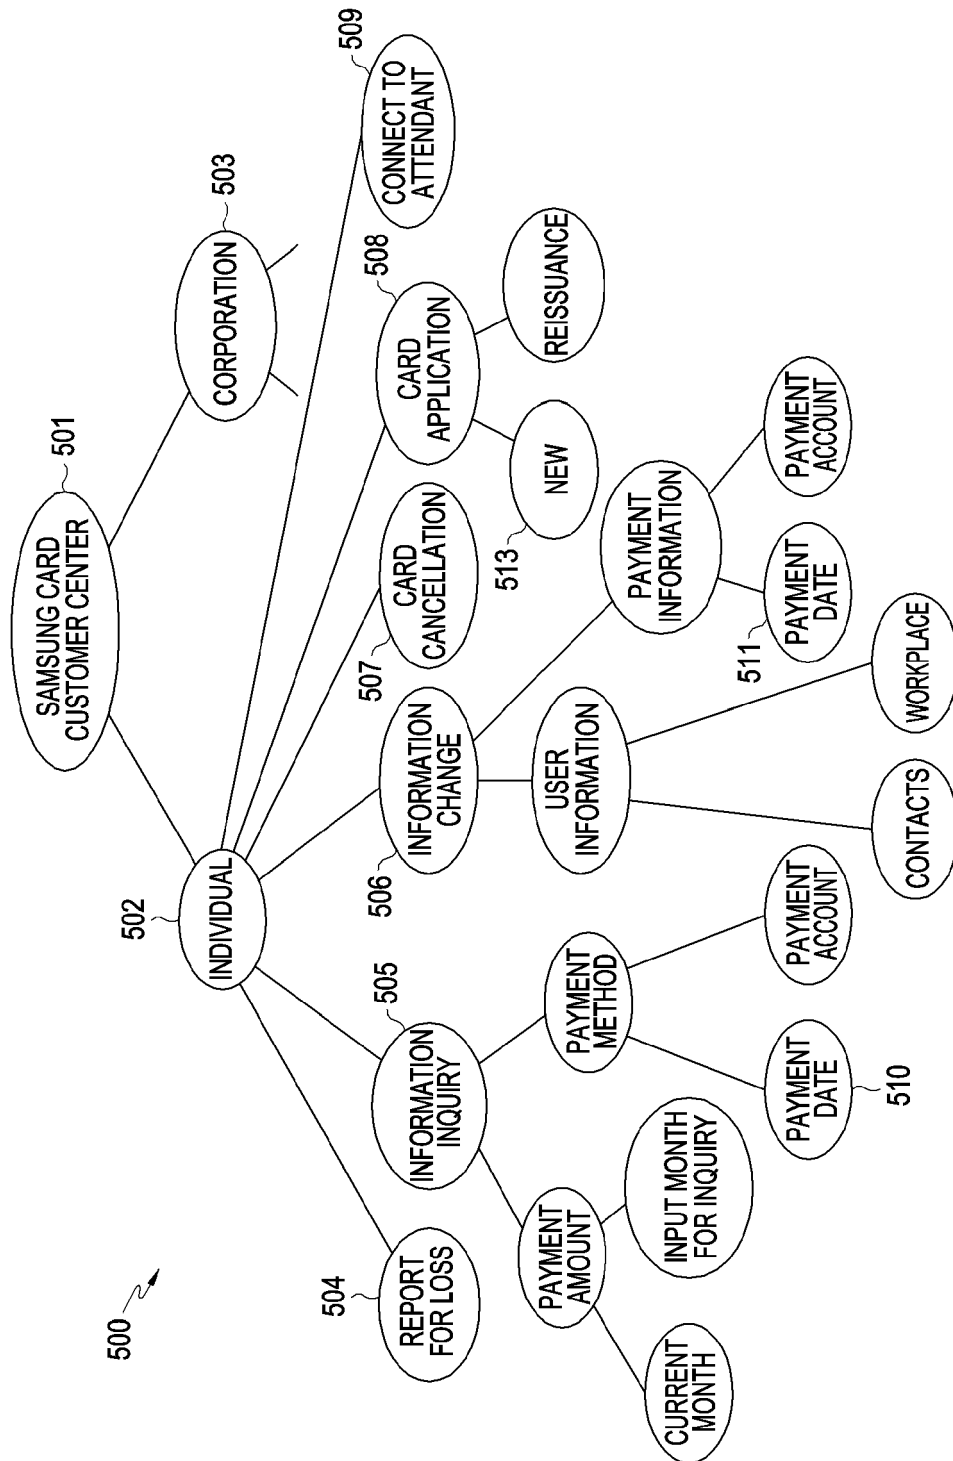 500
SAMSUNG CARD
CUSTOMER CENTER
501
502
INDIVIDUAL
CORPORATION
503
504
REPORT
FOR LOSS
INFORMATION
INQUIRY
505
506
INFORMATION
CHANGE
507
CARD
CANCELLATION
CARD
APPLICATION
508
CONNECT TO
ATTENDANT
509
PAYMENT
AMOUNT
PAYMENT
METHOD
USER
INFORMATION
513
NEW
REISSUANCE
CURRENT
MONTH
INPUT MONTH
FOR INQUIRY
PAYMENT
INFORMATION
PAYMENT
DATE
510
PAYMENT
ACCOUNT
511
PAYMENT
DATE
PAYMENT
ACCOUNT
CONTACTS
WORKPLACE